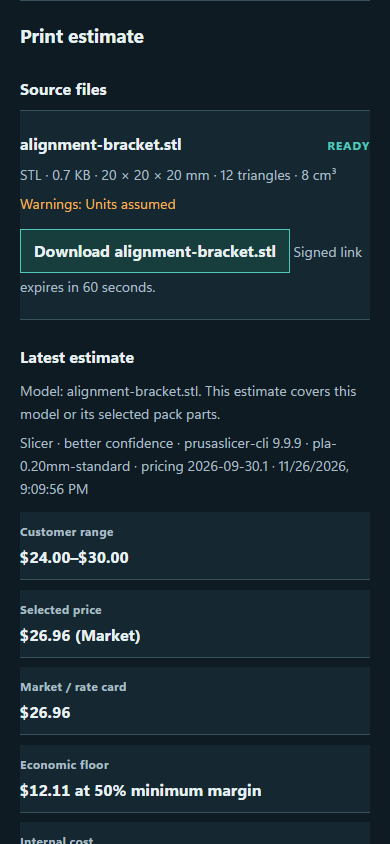 Print estimate
Source files
alignment-bracket.stl
READY
STL · 0.7 KB · 20 × 20 × 20 mm · 12 triangles · 8 cm³
Warnings: Units assumed
Download alignment-bracket.stl Signed link
expires in 60 seconds.
Latest estimate
Model: alignment-bracket.stl. This estimate covers this
model or its selected pack parts.
Slicer · better confidence · prusaslicer-cli 9.9.9 · pla-
0.20mm-standard · pricing 2026-09-30.1 · 11/26/2026,
9:09:56 PM
Customer range
$24.00–$30.00
Selected price
$26.96 (Market)
Market / rate card
$26.96
Economic floor
$12.11 at 50% minimum margin
Internal cost